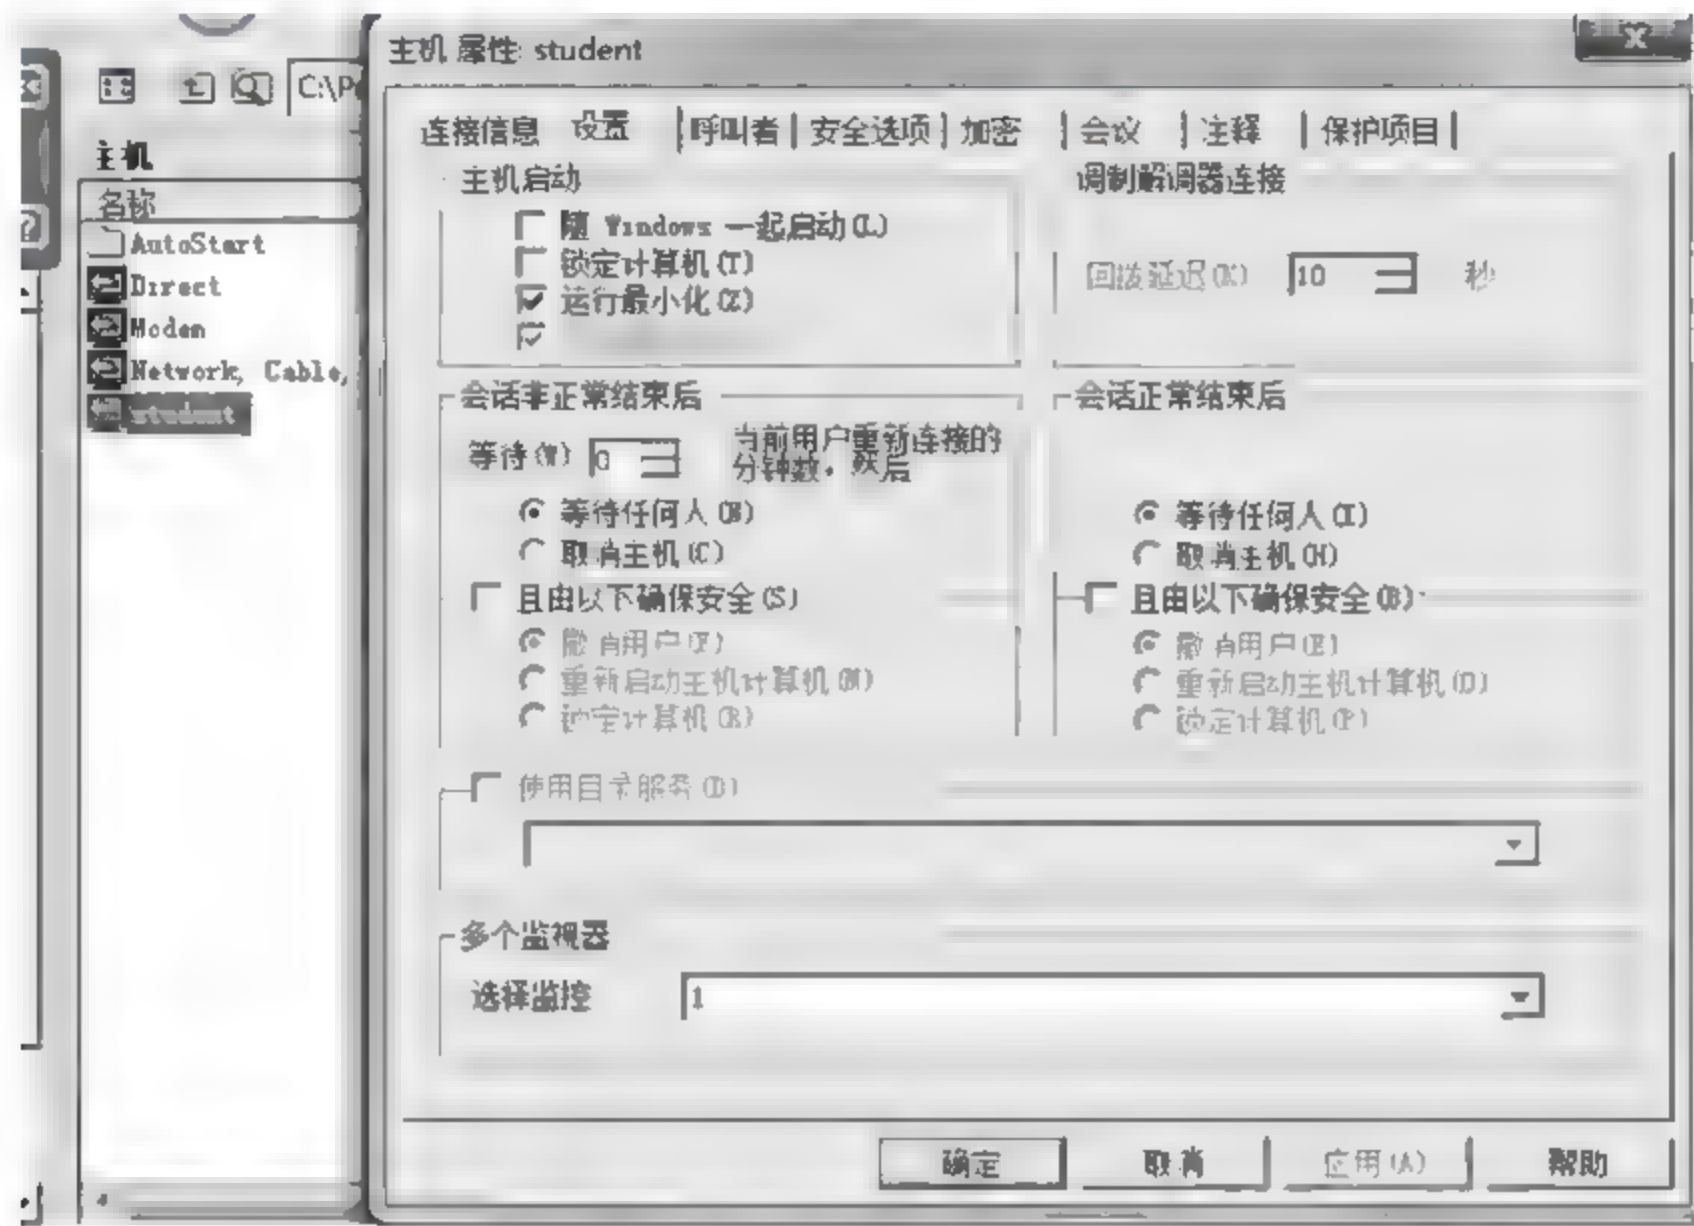 主机 属性: student
X
C:\P
连接信息 设置 呼叫者 安全选项 加密 会议 注释 保护项目
主机
名称
AutoStart
Direct
Modem
Network, Cable,
student
主机启动
随 Windows 一起启动(L)
锁定计算机(T)
运行最小化(Z)
调制解调器连接
回拨延迟(K) 10 秒
会话非正常结束后
等待(W) 0 当前用户重新连接的
分钟数，然后
等待任何人(N)
取消主机(C)
且由以下确保安全(S)
撤消用户(F)
重新启动主机计算机(M)
锁定计算机(R)
会话正常结束后
等待任何人(I)
取消主机(H)
且由以下确保安全(B)
撤消用户(E)
重新启动主机计算机(O)
锁定计算机(P)
使用目录服务(D)
多个监视器
选择监控 1
确定 取消 应用(A) 帮助